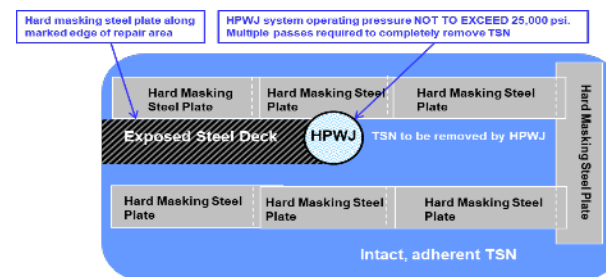 Hard masking steel plate along
marked edge of repair area
HPWJ system operating pressure NOT TO EXCEED 25,000 psi.
Multiple passes required to completely remove TSN
Hard Masking
Steel Plate
Hard Masking Steel
Plate
Hard Masking Steel
Plate
Hard Masking Steel Plate
Exposed Steel Deck
HPWJ
TSN to be removed by HPWJ
Hard Masking Steel
Plate
Hard Masking Steel
Plate
Hard Masking Steel
Plate
Intact, adherent TSN